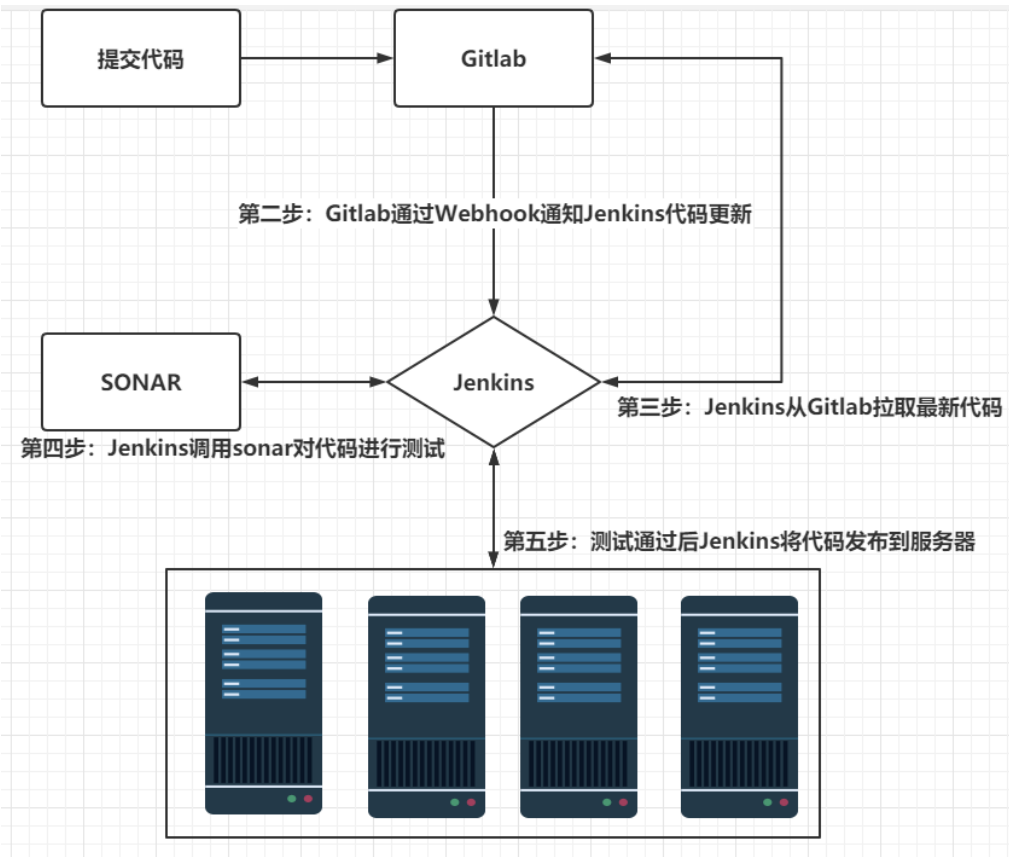 提交代码
Gitlab
第二步：Gitlab通过Webhook通知Jenkins代码更新
SONAR
Jenkins
第三步：Jenkins从Gitlab拉取最新代码
第四步：Jenkins调用sonar对代码进行测试
第五步：测试通过后Jenkins将代码发布到服务器